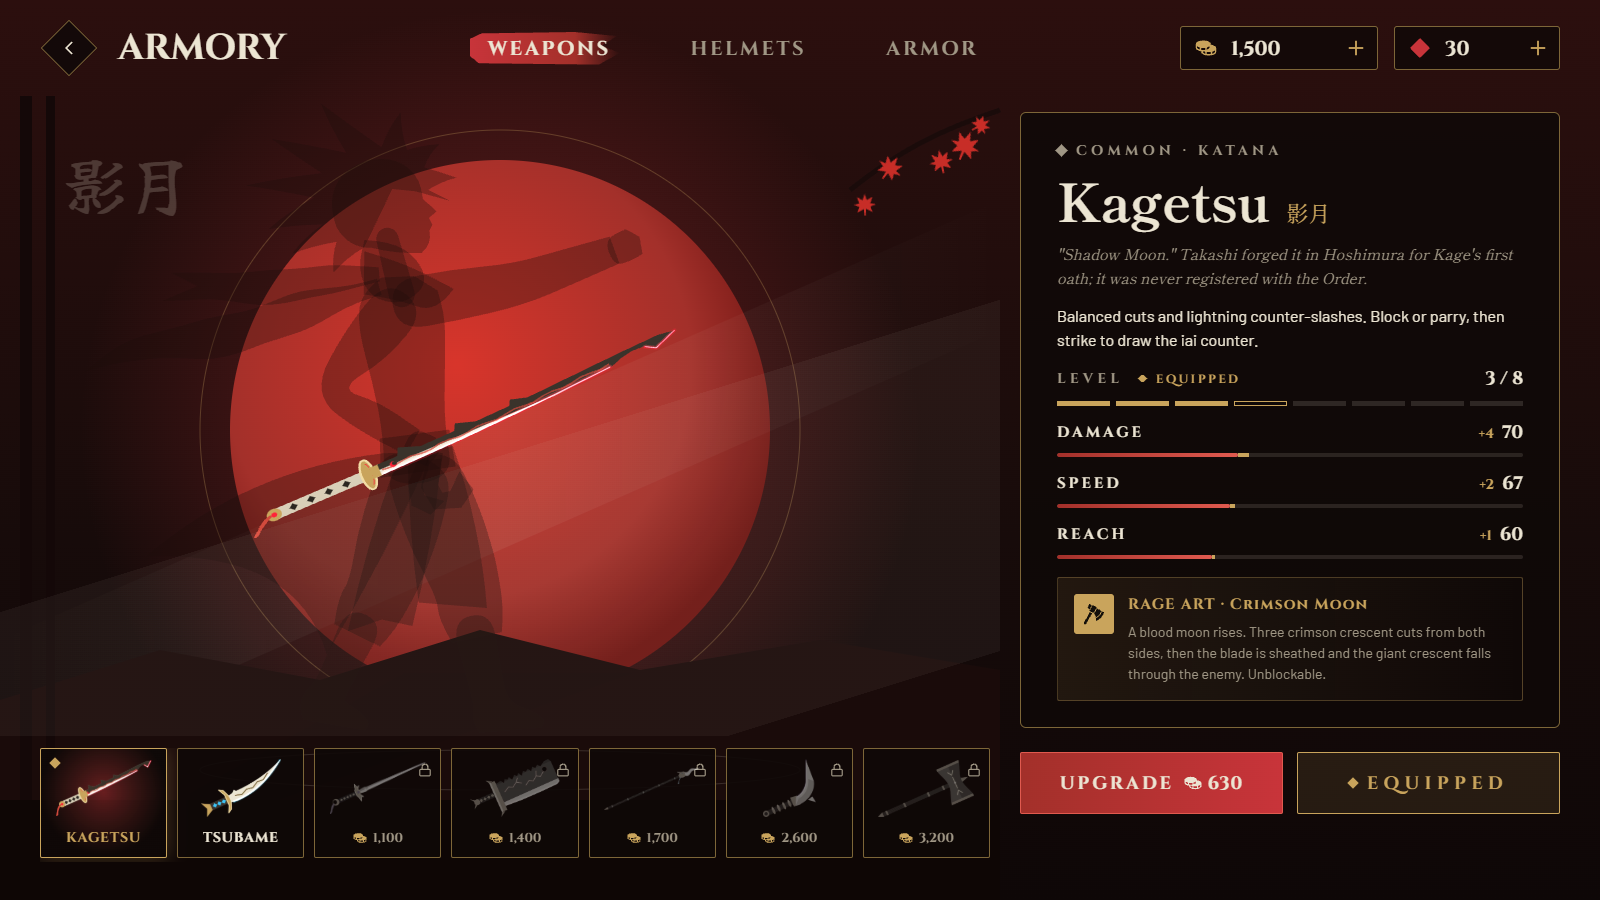 ARMORY
WEAPONS
HELMETS
ARMOR
1,500 +
30 +
影月
COMMON · KATANA
Kagetsu 影月
"Shadow Moon." Takashi forged it in Hoshimura for Kage's first
oath; it was never registered with the Order.
Balanced cuts and lightning counter-slashes. Block or parry, then
strike to draw the iai counter.
LEVEL EQUIPPED 3 / 8
DAMAGE +4 70
SPEED +2 67
REACH +1 60
RAGE ART · CRIMSON MOON
A blood moon rises. Three crimson crescent cuts from both
sides, then the blade is sheathed and the giant crescent falls
through the enemy. Unblockable.
UPGRADE 630
EQUIPPED
KAGETSU
TSUBAME
1,100
1,400
1,700
2,600
3,200